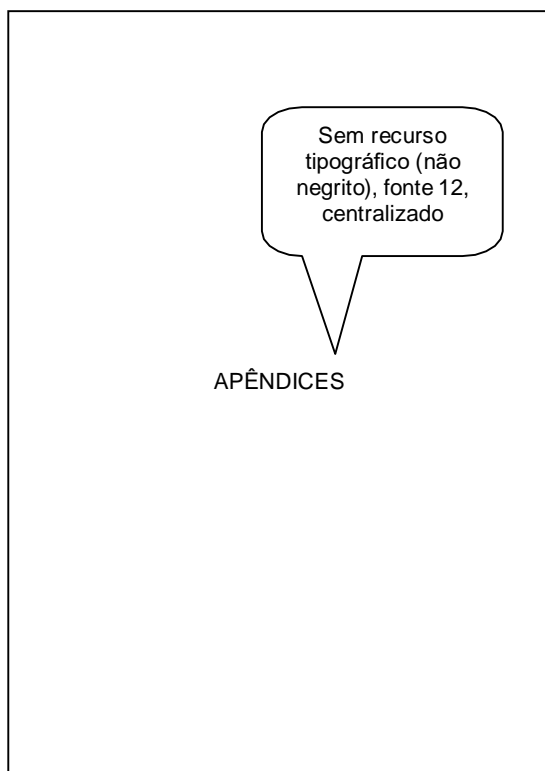 Sem recurso
tipográfico (não
negrito), fonte 12,
centralizado
APÊNDICES